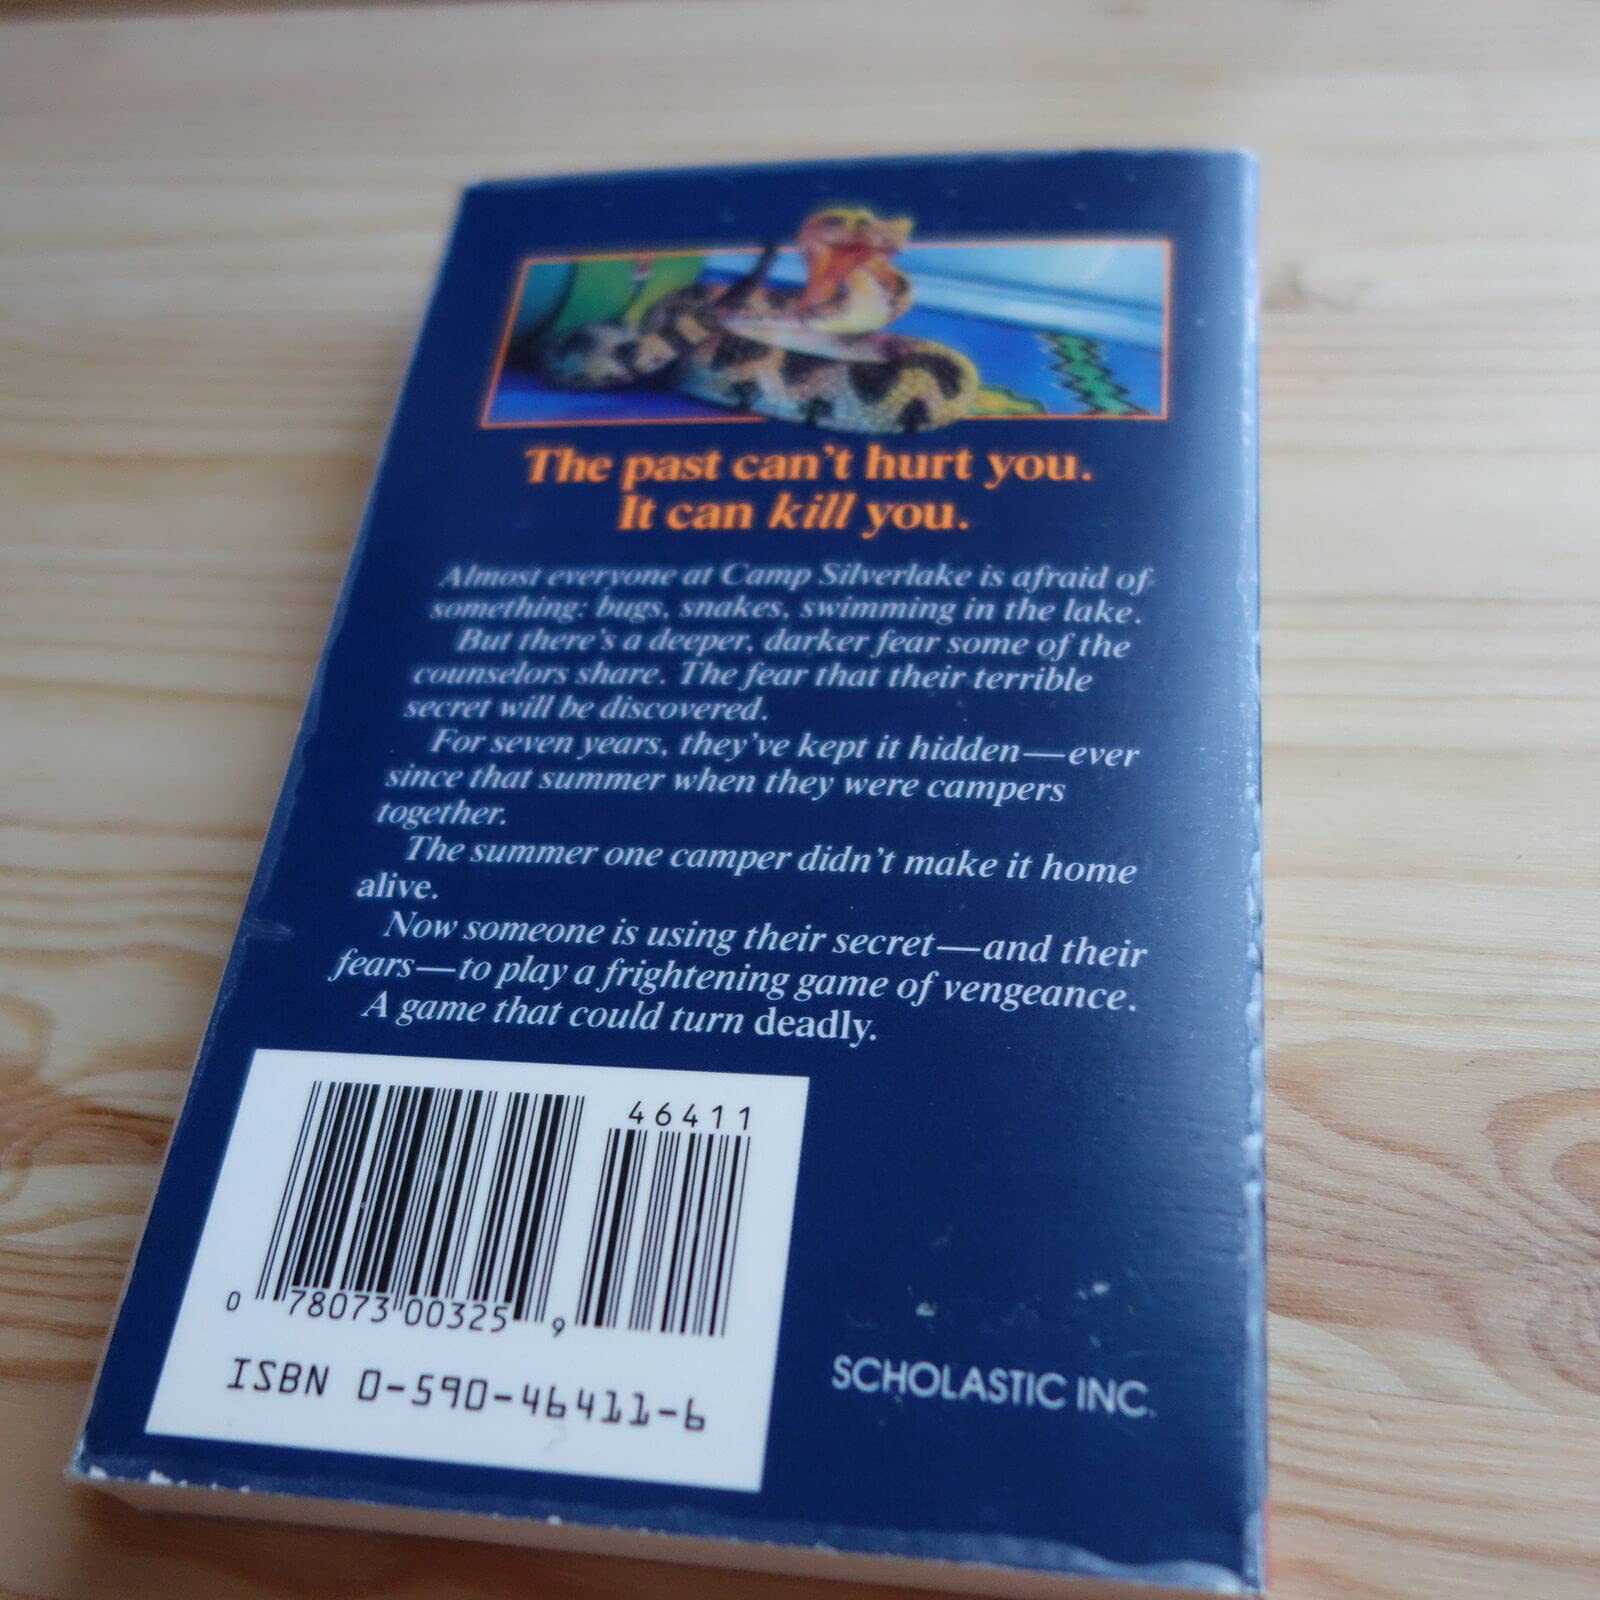 The past can't hurt you.
It can kill you.
Almost everyone at Camp Silverlake is afraid of
something: bugs, snakes, swimming in the lake.
But there's a deeper, darker fear some of the
counselors share. The fear that their terrible
secret will be discovered.
For seven years, they've kept it hidden—ever
since that summer when they were campers
together.
The summer one camper didn't make it home
alive.
Now someone is using their secret—and their
fears—to play a frightening game of vengeance.
A game that could turn deadly.
46411
0 78073 00325 9
ISBN 0-590-46411-6
SCHOLASTIC INC.